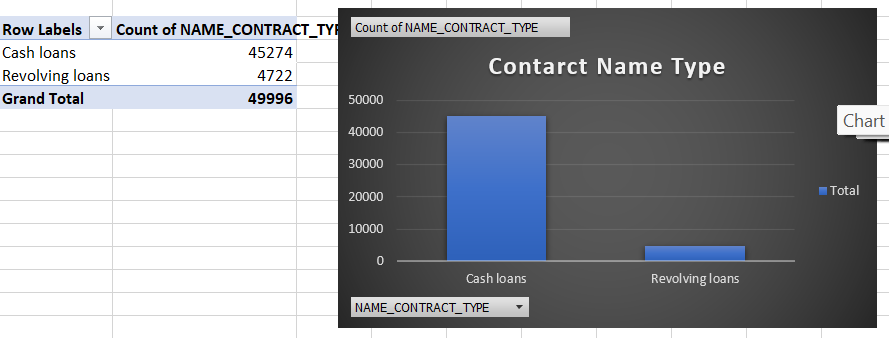 Row Labels Count of NAME_CONTRACT_TYP
Cash loans 45274
Revolving loans 4722
Grand Total 49996
Count of NAME_CONTRACT_TYPE
Contarct Name Type
50000
40000
30000
20000
10000
0
Cash loans Revolving loans
Total
Chart
NAME_CONTRACT_TYPE